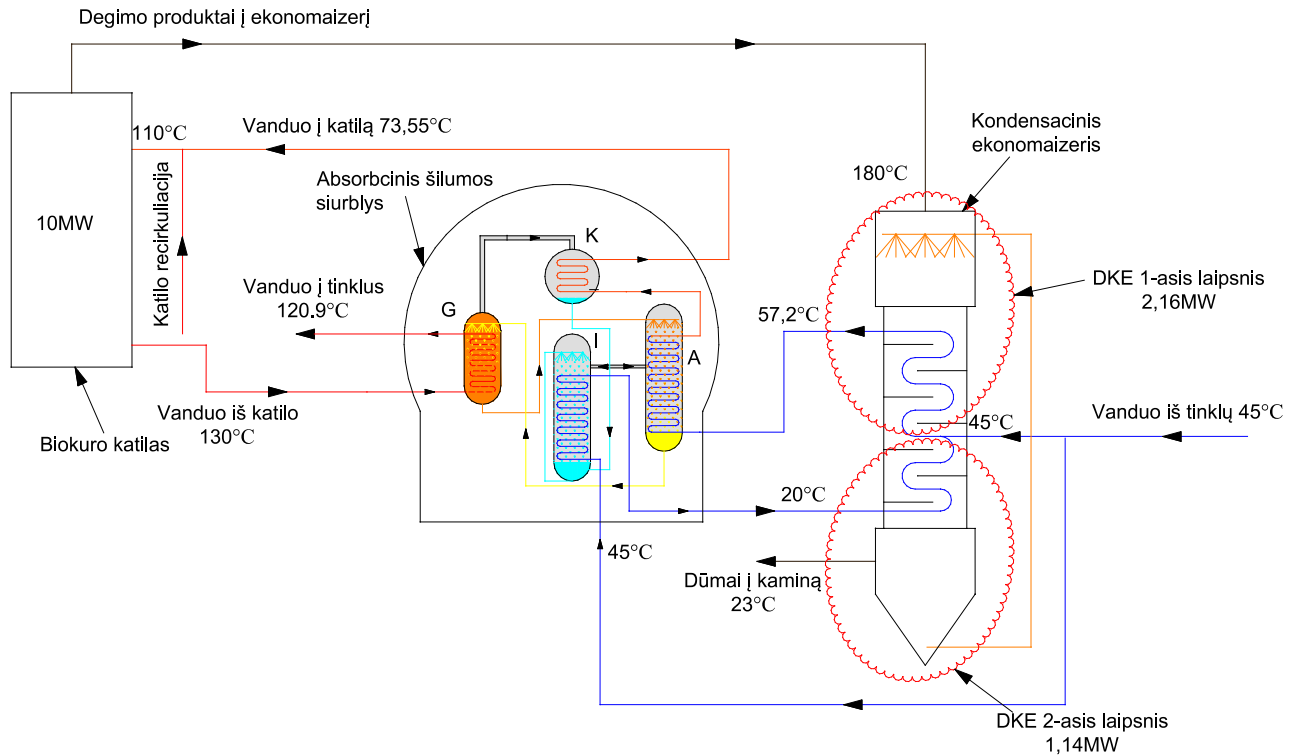 Degimo produktai į ekonomaizerį
110°C
Vanduo į katilą 73,55°C
Kondensacinis
ekonomaizeris
Absorbcinis šilumos
siurblys
180°C
10MW
Katilo recirkuliacija
K
DKE 1-asis laipsnis
2,16MW
Vanduo į tinklus
120.9°C
G
57,2°C
I
A
Vanduo iš katilo
130°C
Biokuro katilas
45°C
Vanduo iš tinklų 45°C
20°C
45°C
Dūmai į kaminą
23°C
DKE 2-asis laipsnis
1,14MW